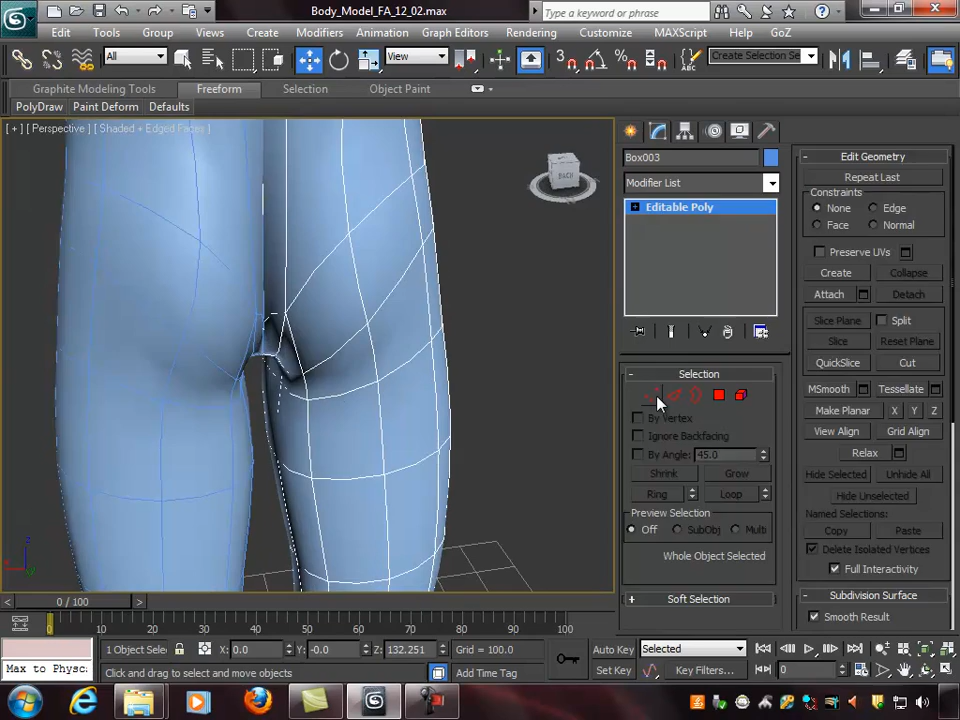 Body_Model_FA_12_02.max
Type a keyword or phrase
Edit Tools Group Views Create Modifiers Animation Graph Editors Rendering Customize MAXScript Help GoZ
All View 3 Create Selection Se
Graphite Modeling Tools Freeform Selection Object Paint
PolyDraw Paint Deform Defaults
[ + ] [ Perspective ] [ Shaded + Edged Faces ]
BACK
Box003
Modifier List
Editable Poly
Selection
By Vertex
Ignore Backfacing
By Angle: 45.0
Shrink Grow
Ring Loop
Preview Selection
Off SubObj Multi
Whole Object Selected
Soft Selection
Edit Geometry
Repeat Last
Constraints
None Edge
Face Normal
Preserve UVs
Create Collapse
Attach Detach
Slice Plane Split
Slice Reset Plane
QuickSlice Cut
MSmooth Tessellate
Make Planar X Y Z
View Align Grid Align
Relax
Hide Selected Unhide All
Hide Unselected
Named Selections:
Copy Paste
Delete Isolated Vertices
Full Interactivity
Subdivision Surface
Smooth Result
< 0 / 100 >
0 10 20 30 40 50 60 70 80 90 100
1 Object Selec X: 0.0 Y: -0.0 Z: 132.251 Grid = 100.0 Auto Key Selected
Max to Physc Click and drag to select and move objects Add Time Tag Set Key Key Filters... 0